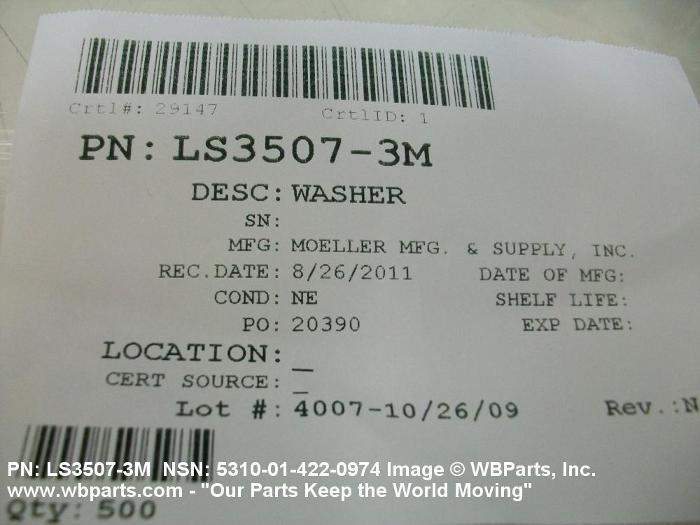 Crtl#: 29147 CrtlID: 1
PN: LS3507-3M
DESC: WASHER
SN:
MFG: MOELLER MFG. & SUPPLY, INC.
REC.DATE: 8/26/2011 DATE OF MFG:
COND: NE SHELF LIFE:
PO: 20390 EXP DATE:
LOCATION: _
CERT SOURCE: _
Lot #: 4007-10/26/09 Rev.:N
PN: LS3507-3M NSN: 5310-01-422-0974 Image © WBParts, Inc.
www.wbparts.com - "Our Parts Keep the World Moving"
Qty: 500